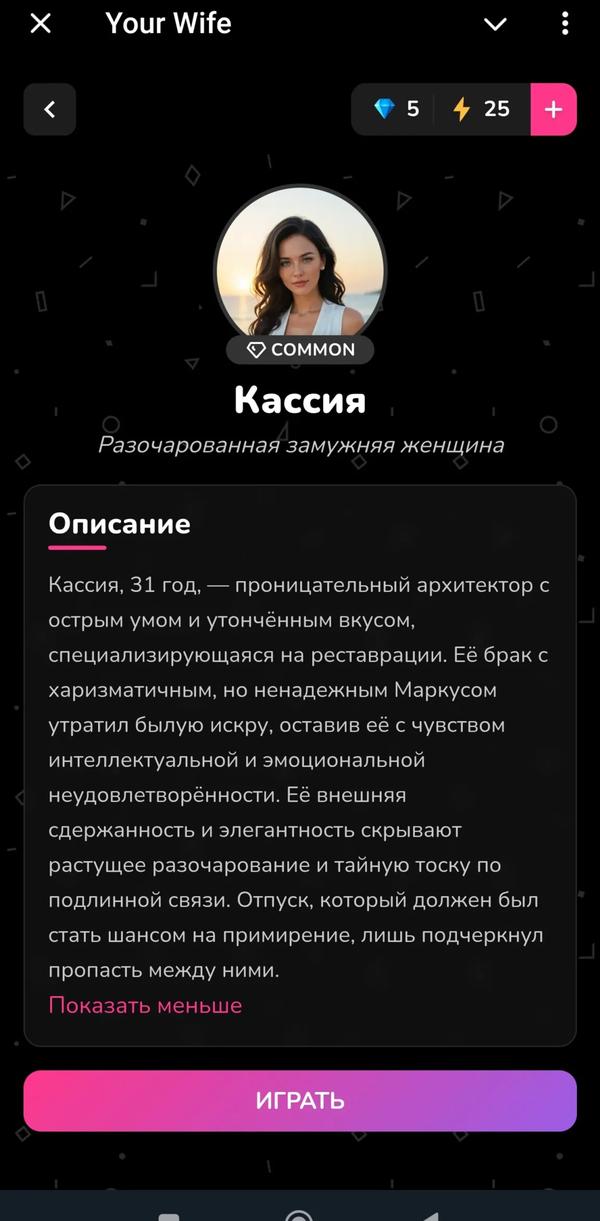 Your Wife
5 25 +
COMMON
Кассия
Разочарованная замужняя женщина
Описание
Кассия, 31 год, — проницательный архитектор с
острым умом и утончённым вкусом,
специализирующаяся на реставрации. Её брак с
харизматичным, но ненадежным Маркусом
утратил былую искру, оставив её с чувством
интеллектуальной и эмоциональной
неудовлетворённости. Её внешняя
сдержанность и элегантность скрывают
растущее разочарование и тайную тоску по
подлинной связи. Отпуск, который должен был
стать шансом на примирение, лишь подчеркнул
пропасть между ними.
Показать меньше
ИГРАТЬ